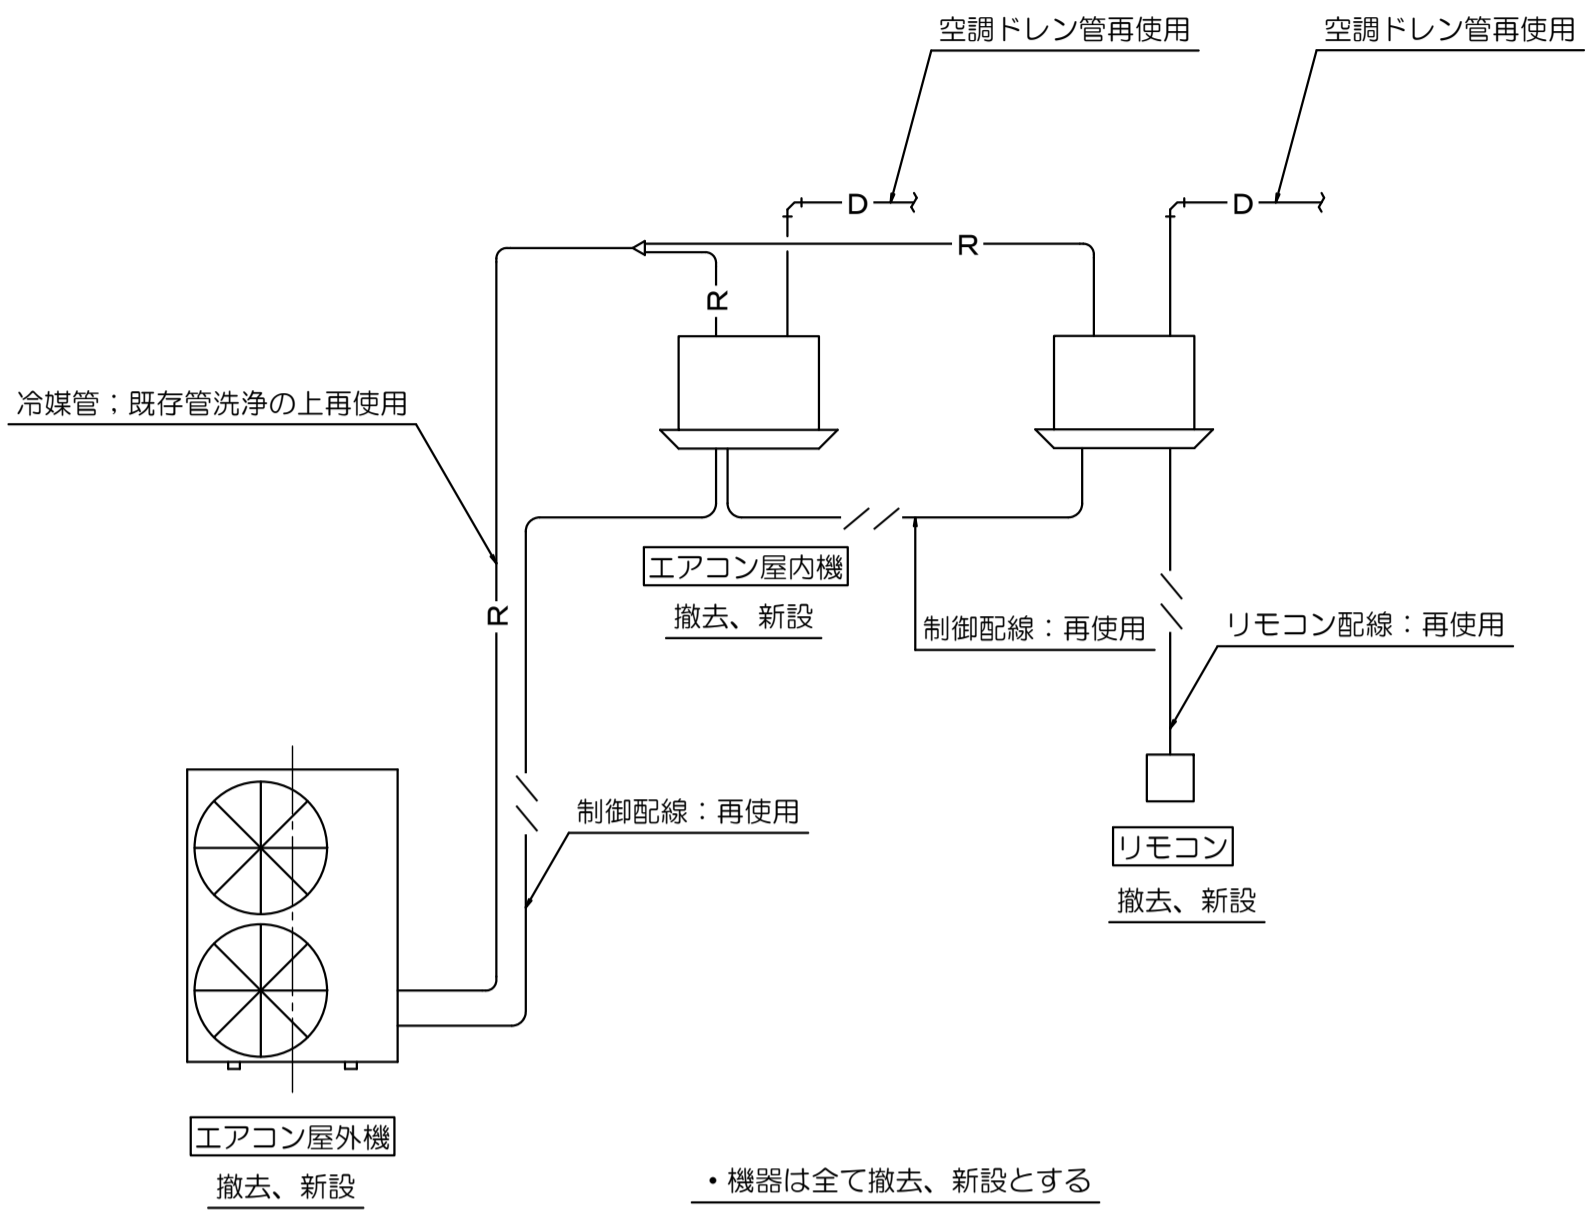 空調ドレン管再使用
空調ドレン管再使用
D
D
R
R
冷媒管；既存管洗浄の上再使用
エアコン屋内機
撤去、新設
R
制御配線：再使用
リモコン配線：再使用
制御配線：再使用
リモコン
撤去、新設
エアコン屋外機
撤去、新設
・機器は全て撤去、新設とする